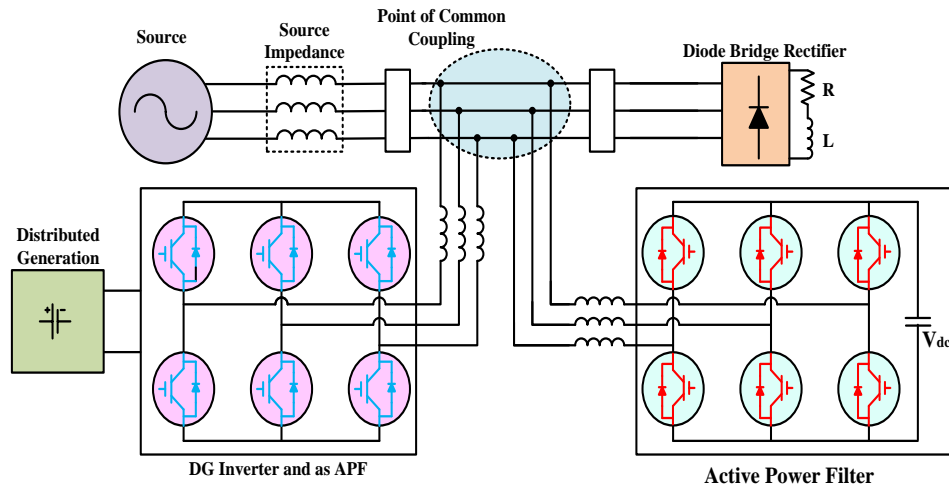 Source
Source
Impedance
Point of Common
Coupling
Diode Bridge Rectifier
R
L
Distributed
Generation
+ -
Vdc
DG Inverter and as APF
Active Power Filter